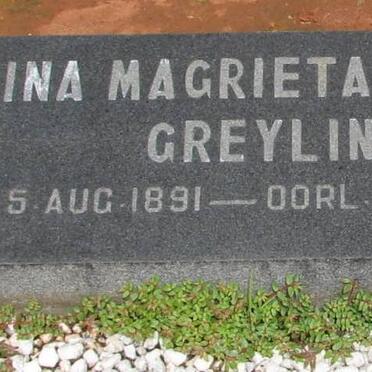 INA MAGRIETA
GREYLIN
5 AUG. 1891 — OORL.